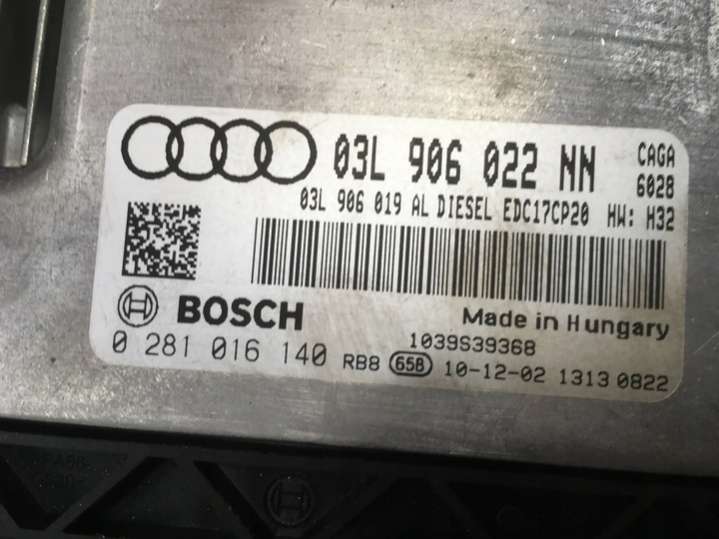 03L 906 022 NN CAGA
6028
03L 906 019 AL DIESEL EDC17CP20 HW: H32
BOSCH
Made in Hungary
1039S39368
0 281 016 140 RB8 658 10-12-02 1313 0822